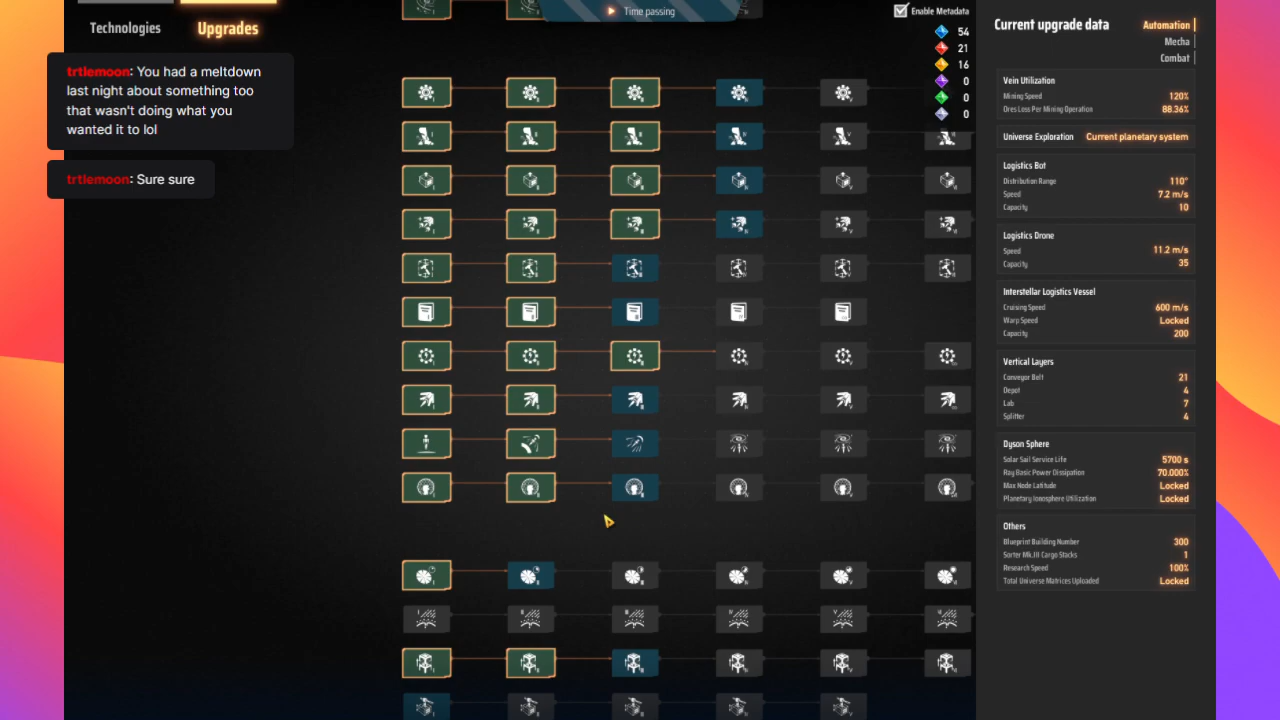 Technologies
Upgrades
Time passing
Enable Metadata
54
21
16
0
0
0
trtlemoon: You had a meltdown
last night about something too
that wasn't doing what you
wanted it to lol
trtlemoon: Sure sure
Current upgrade data
Automation
Mecha
Combat
Vein Utilization
Mining Speed 120%
Ores Loss Per Mining Operation 88.36%
Universe Exploration Current planetary system
Logistics Bot
Distribution Range 110°
Speed 7.2 m/s
Capacity 10
Logistics Drone
Speed 11.2 m/s
Capacity 35
Interstellar Logistics Vessel
Cruising Speed 600 m/s
Warp Speed Locked
Capacity 200
Vertical Layers
Conveyor Belt 21
Depot 4
Lab 7
Splitter 4
Dyson Sphere
Solar Sail Service Life 5700 s
Ray Basic Power Dissipation 70.000%
Max Node Latitude Locked
Planetary Ionosphere Utilization Locked
Others
Blueprint Building Number 300
Sorter Mk.III Cargo Stacks 1
Research Speed 100%
Total Universe Matrices Uploaded Locked